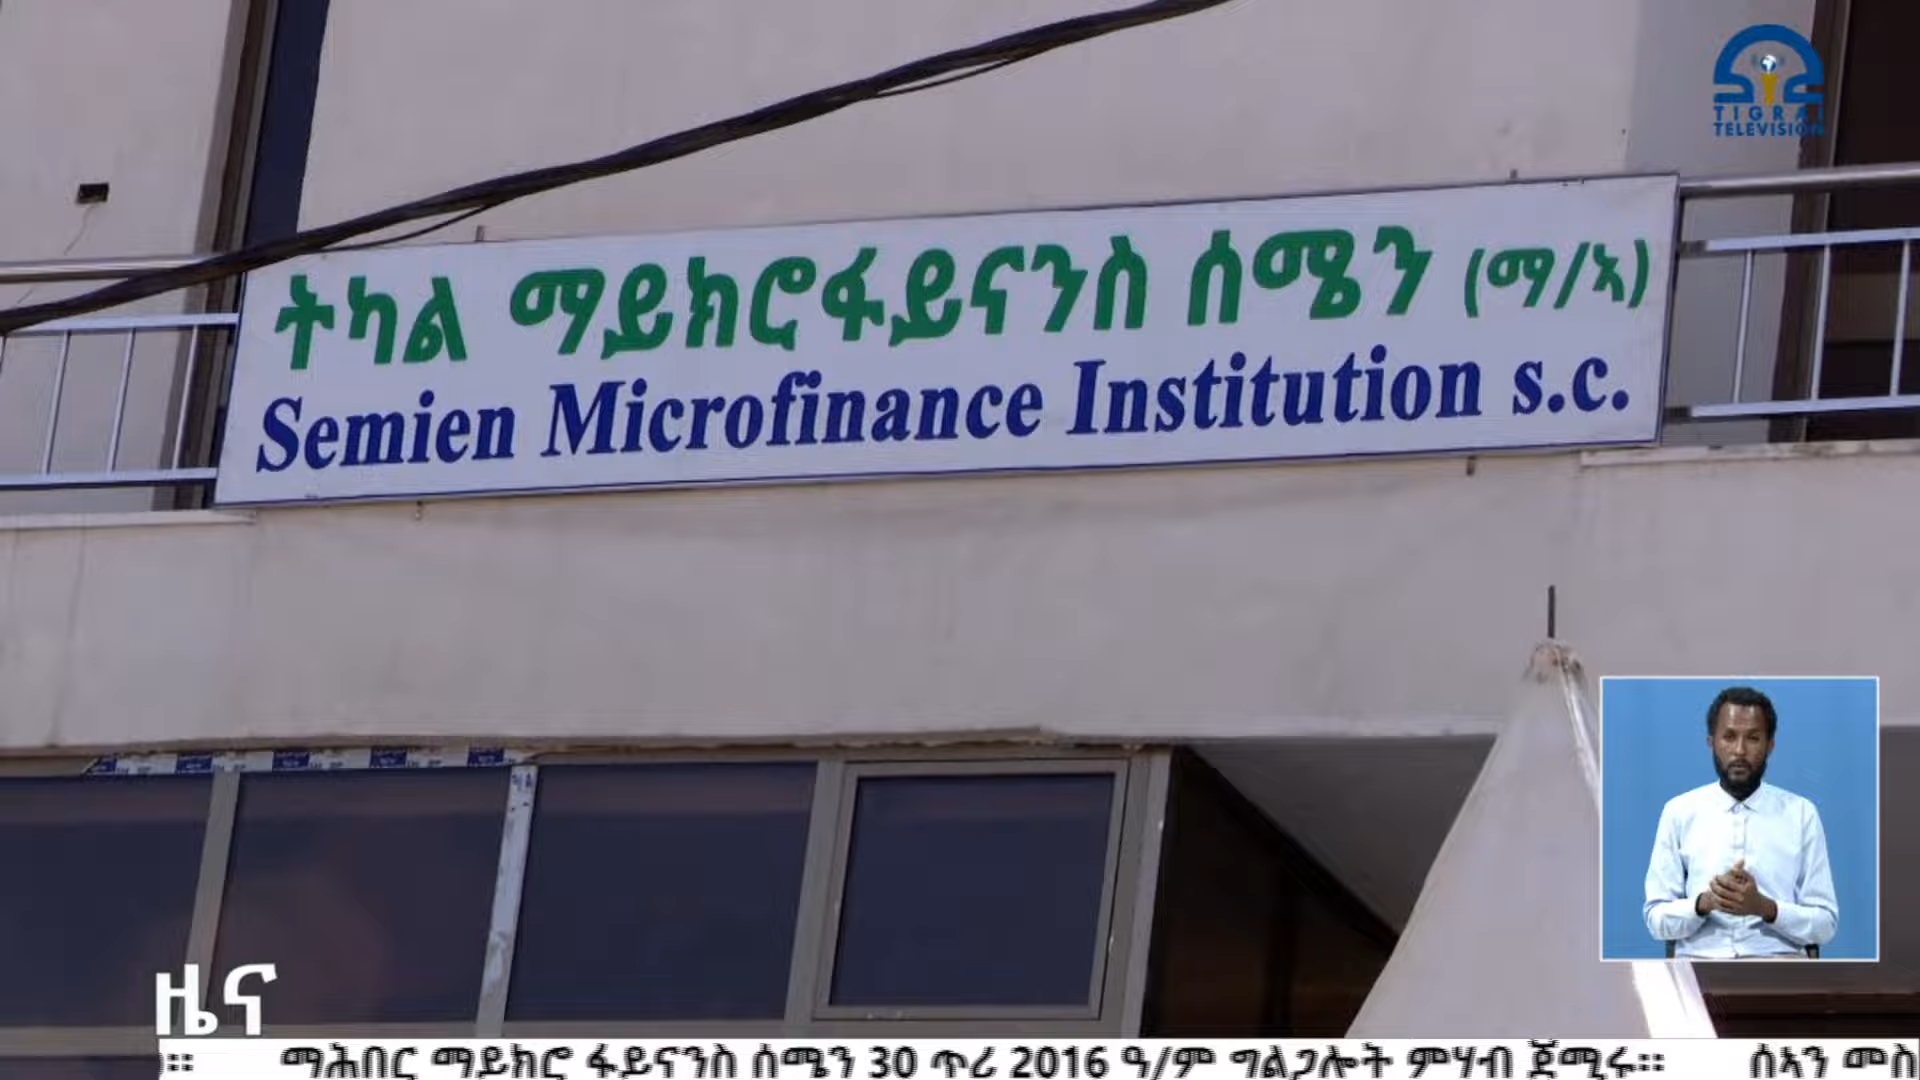 TIGRAI
TELEVISION
ትካል ማይክሮፋይናንስ ሰሜን (ማ/ኣ)
Semien Microfinance Institution s.c.
ዜና
። ማሕበር ማይክሮ ፋይናንስ ሰሜን 30 ጥሪ 2016 ዓ/ም ግልጋሎት ምሃብ ጀሚሩ። ሰኣን